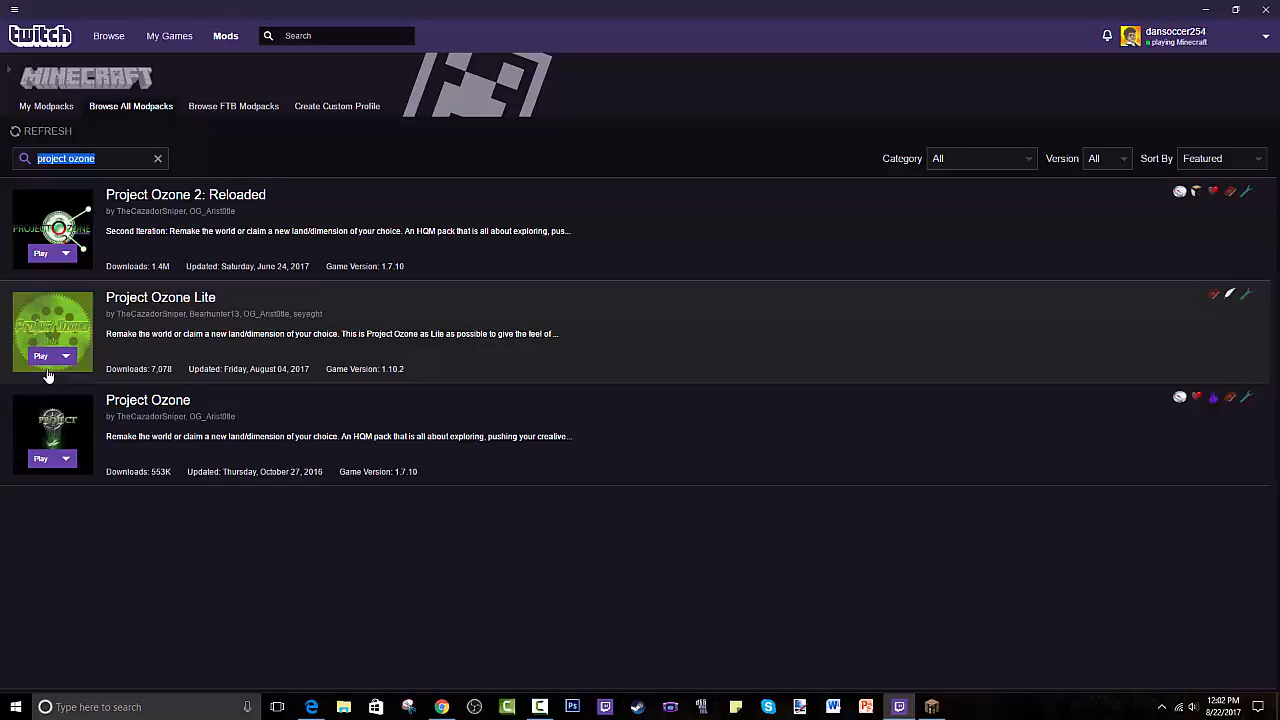 twitch
Browse
My Games
Mods
Search
dansoccer254
playing Minecraft
MINECRAFT
My Modpacks
Browse All Modpacks
Browse FTB Modpacks
Create Custom Profile
REFRESH
project ozone
Category
All
Version
All
Sort By
Featured
Project Ozone 2: Reloaded
by TheCazadorSniper, OG_Arist0tle
Second Iteration: Remake the world or claim a new land/dimension of your choice. An HQM pack that is all about exploring, pus...
Play
Downloads: 1.4M Updated: Saturday, June 24, 2017 Game Version: 1.7.10
Project Ozone Lite
by TheCazadorSniper, Bearhunter13, OG_Arist0tle, seyeght
Remake the world or claim a new land/dimension of your choice. This is Project Ozone as Lite as possible to give the feel of ...
Play
Downloads: 7,078 Updated: Friday, August 04, 2017 Game Version: 1.10.2
Project Ozone
by TheCazadorSniper, OG_Arist0tle
PROJECT
Remake the world or claim a new land/dimension of your choice. An HQM pack that is all about exploring, pushing your creative...
Play
Downloads: 553K Updated: Thursday, October 27, 2016 Game Version: 1.7.10
Type here to search
12:02 PM
8/22/2017